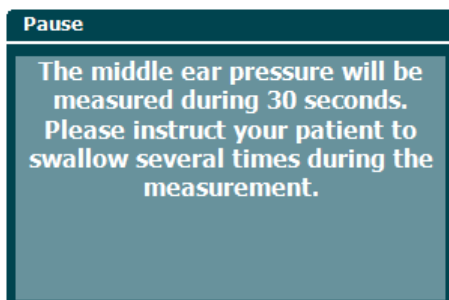 Pause
The middle ear pressure will be
measured during 30 seconds.
Please instruct your patient to
swallow several times during the
measurement.